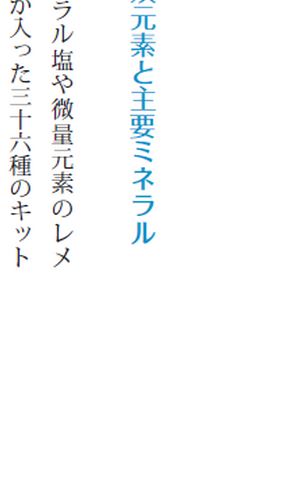 元素と主要ミネラル
ラル塩や微量元素のレメ
が入った三十六種のキット